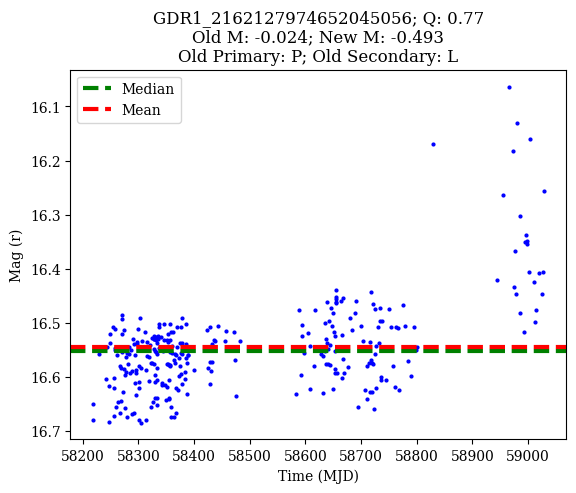 GDR1_2162127974652045056; Q: 0.77
Old M: -0.024; New M: -0.493
Old Primary: P; Old Secondary: L
Median
Mean
16.1
16.2
16.3
16.4
16.5
16.6
16.7
Mag (r)
58200 58300 58400 58500 58600 58700 58800 58900 59000
Time (MJD)